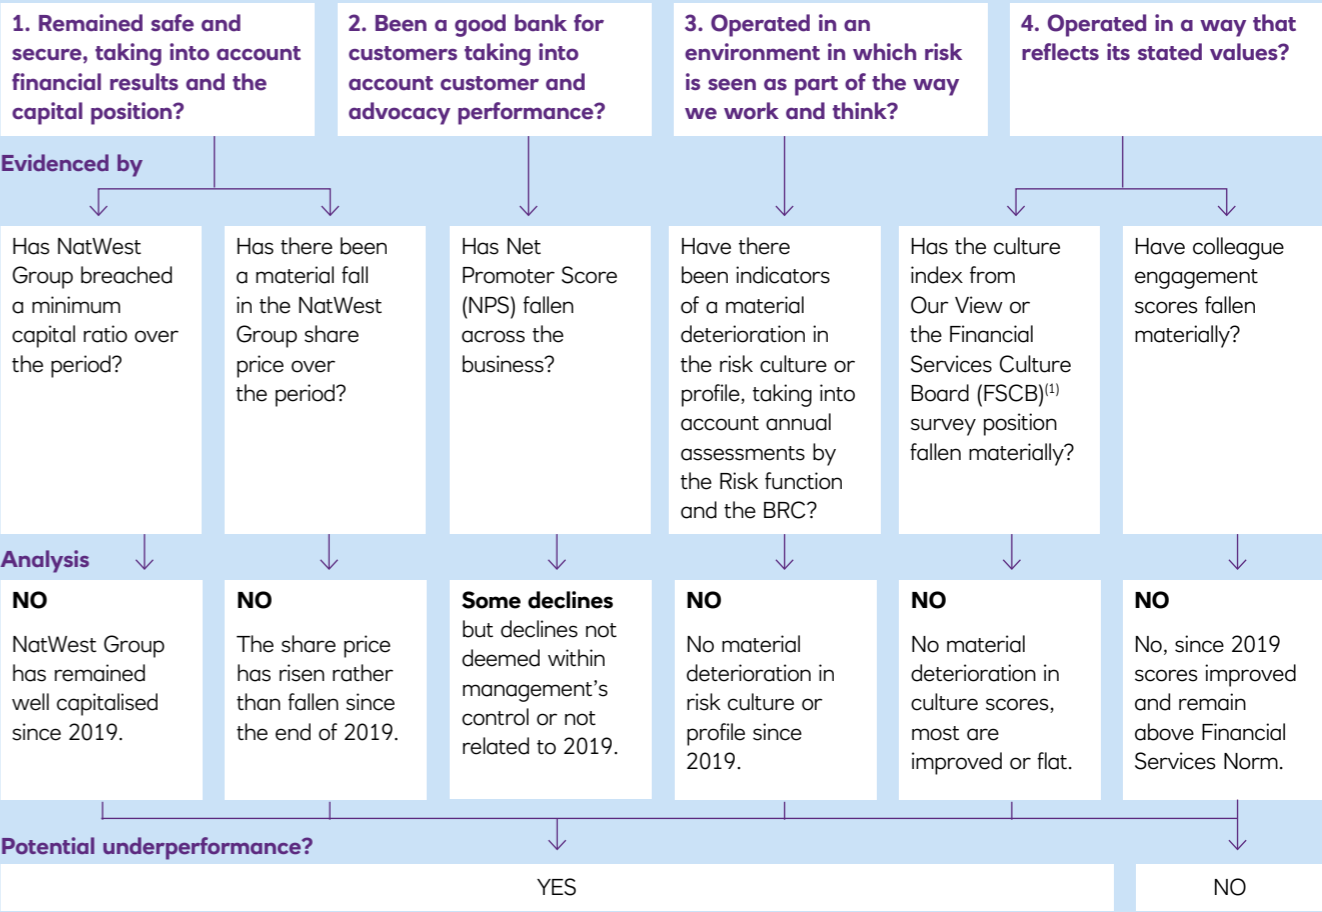 1. Remained safe and
secure, taking into account
financial results and the
capital position?
2. Been a good bank for
customers taking into
account customer and
advocacy performance?
3. Operated in an
environment in which risk
is seen as part of the way
we work and think?
4. Operated in a way that
reflects its stated values?
Evidenced by
Has NatWest
Group breached
a minimum
capital ratio over
the period?
Has there been
a material fall
in the NatWest
Group share
price over
the period?
Has Net
Promoter Score
(NPS) fallen
across the
business?
Have there
been indicators
of a material
deterioration in
the risk culture or
profile, taking into
account annual
assessments by
the Risk function
and the BRC?
Has the culture
index from
Our View or
the Financial
Services Culture
Board (FSCB)(1)
survey position
fallen materially?
Have colleague
engagement
scores fallen
materially?
Analysis
NO
NatWest Group
has remained
well capitalised
since 2019.
NO
The share price
has risen rather
than fallen since
the end of 2019.
Some declines
but declines not
deemed within
management's
control or not
related to 2019.
NO
No material
deterioration in
risk culture or
profile since
2019.
NO
No material
deterioration in
culture scores,
most are
improved or flat.
NO
No, since 2019
scores improved
and remain
above Financial
Services Norm.
Potential underperformance?
YES
NO